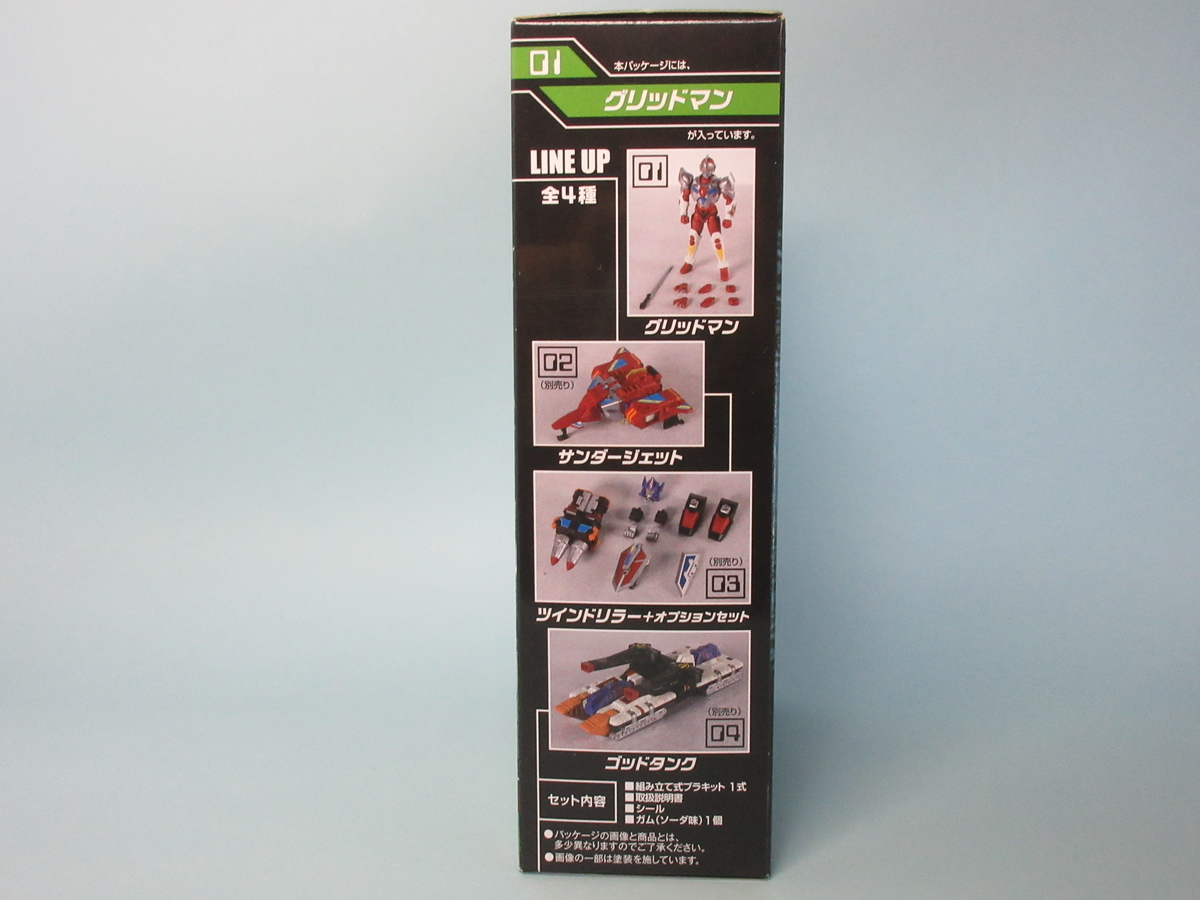 01
本パッケージには、
グリッドマン
が入っています。
LINE UP
全4種
01
グリッドマン
02
(別売り)
サンダージェット
(別売り)
03
ツインドリラー+オプションセット
(別売り)
04
ゴッドタンク
セット内容
■組み立て式プラキット 1式
■取扱説明書
■シール
■ガム(ソーダ味)1個
●パッケージの画像と商品とは、
多少異なりますのでご了承ください。
●画像の一部は塗装を施しています。